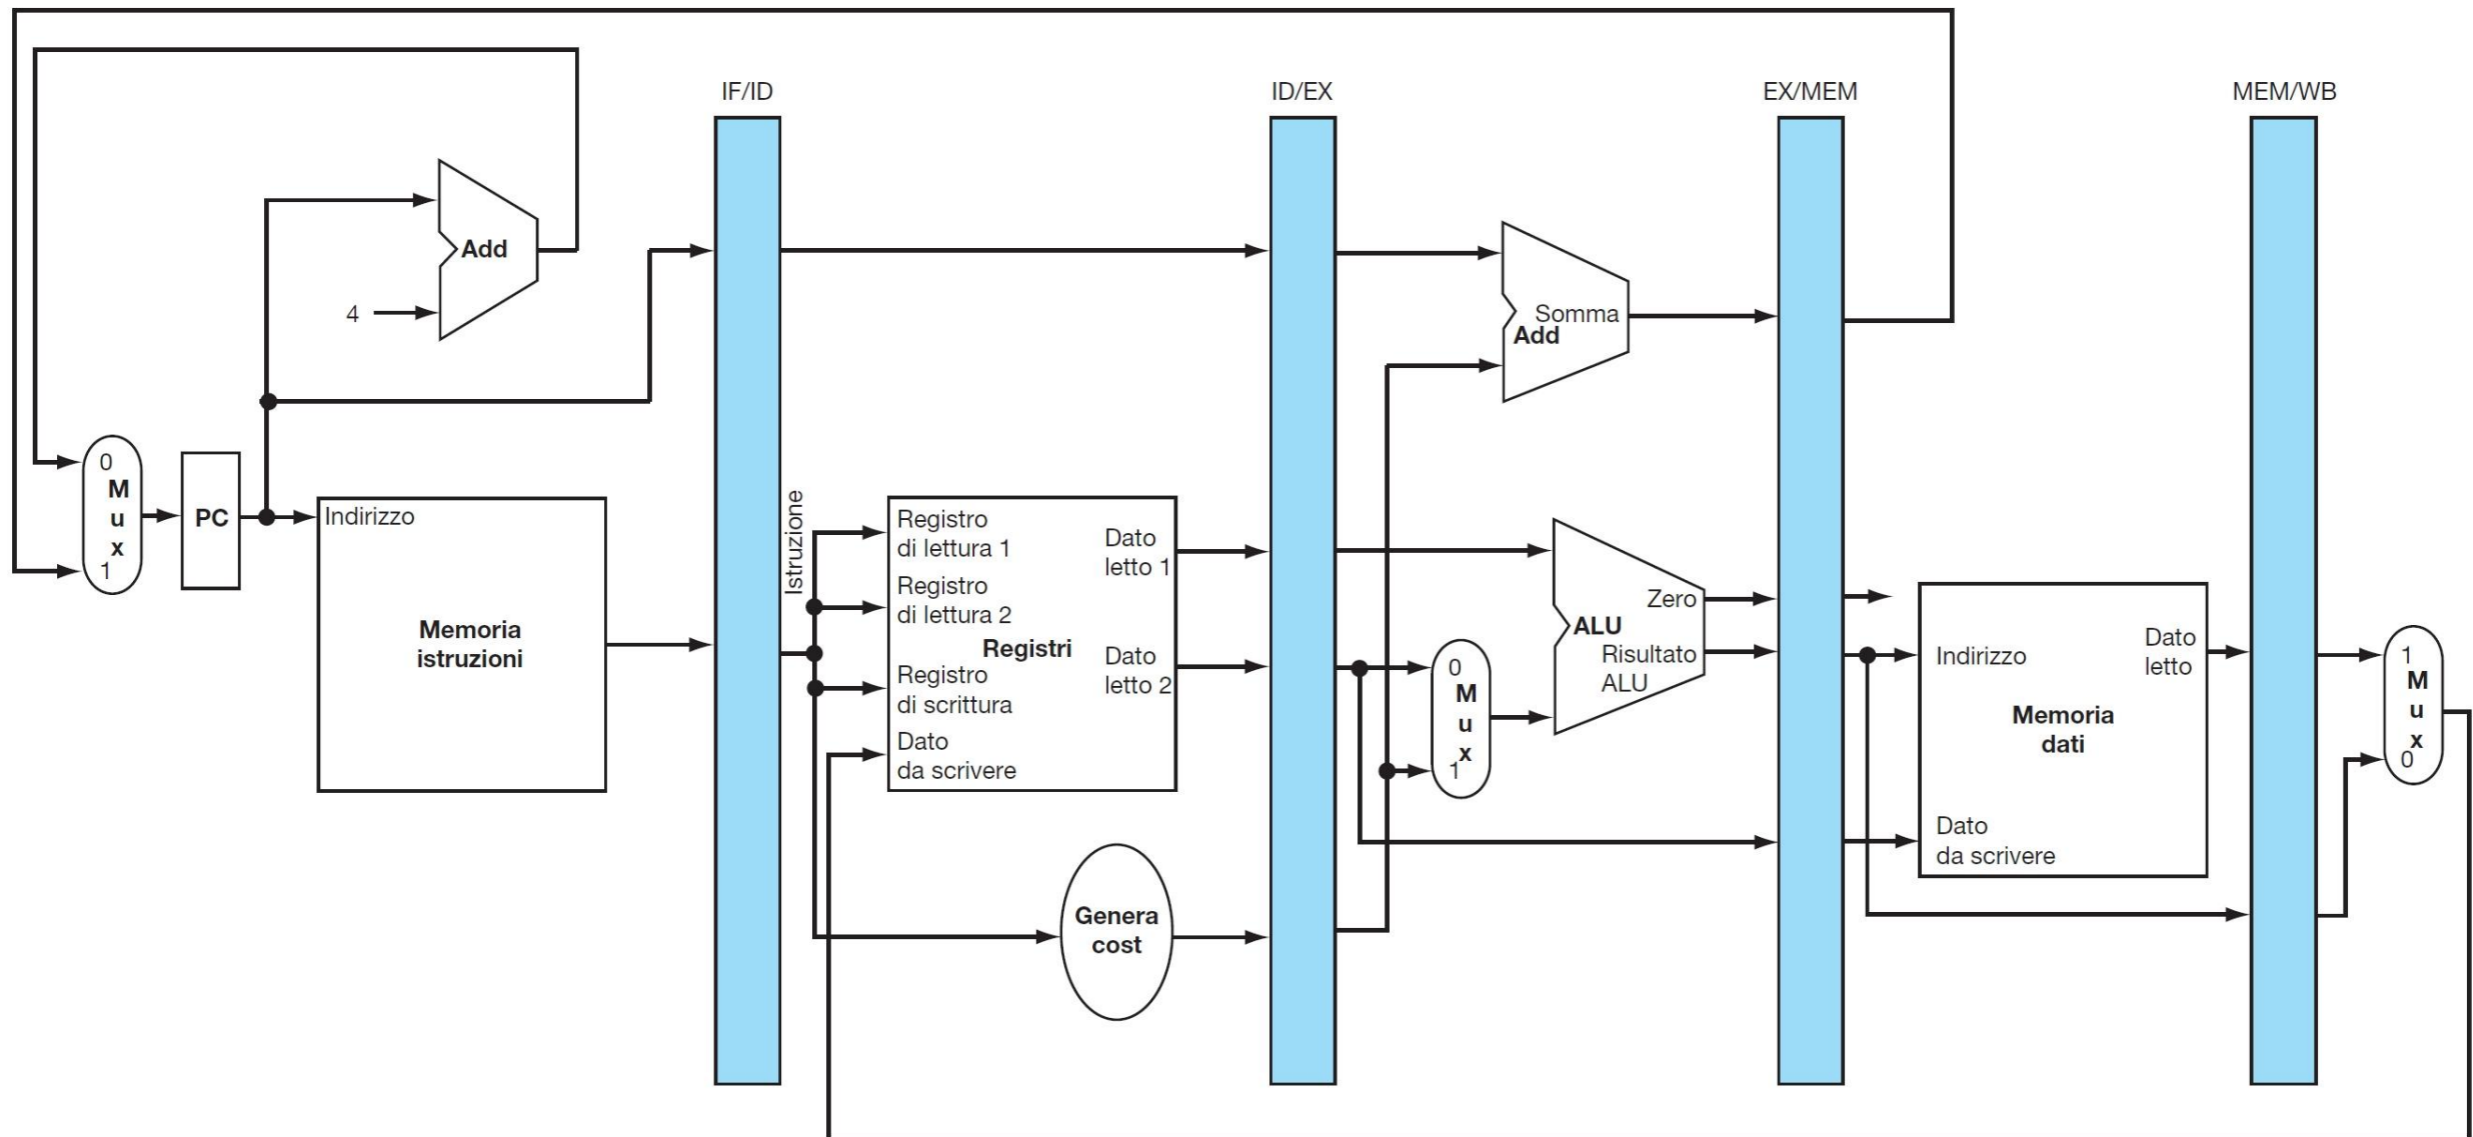 IF/ID
ID/EX
EX/MEM
MEM/WB
Add
4
0
M
u
x
1
PC
Indirizzo
Memoria
istruzioni
Istruzione
Registro
di lettura 1
Registro
di lettura 2
Registri
Registro
di scrittura
Dato
da scrivere
Dato
letto 1
Dato
letto 2
Genera
cost
Somma
Add
0
M
u
x
1
Zero
ALU
Risultato
ALU
Indirizzo
Dato
letto
Memoria
dati
Dato
da scrivere
1
M
u
x
0